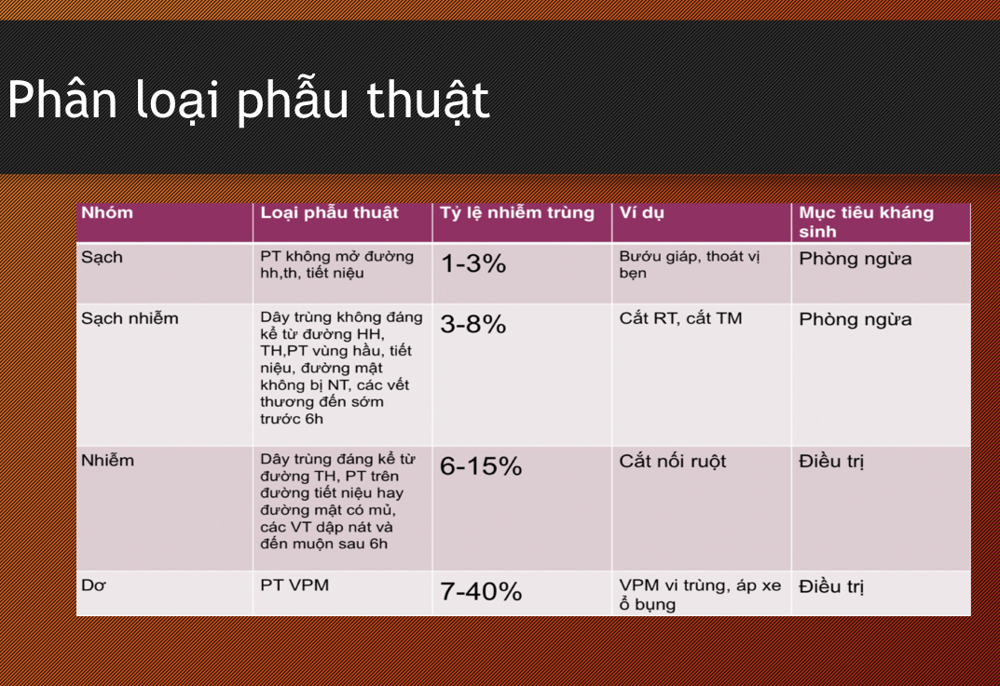 Phân loại phẫu thuật
Nhóm
Loại phẫu thuật
Tỷ lệ nhiễm trùng
Ví dụ
Mục tiêu kháng
sinh
Sạch
PT không mở đường
hh,th, tiết niệu
1-3%
Bướu giáp, thoát vị
bẹn
Phòng ngừa
Sạch nhiễm
Dây trùng không đáng
kể từ đường HH,
TH,PT vùng hầu, tiết
niệu, đường mật
không bị NT, các vết
thương đến sớm
trước 6h
3-8%
Cắt RT, cắt TM
Phòng ngừa
Nhiễm
Dây trùng đáng kể từ
đường TH, PT trên
đường tiết niệu hay
đường mật có mủ,
các VT dập nát và
đến muộn sau 6h
6-15%
Cắt nối ruột
Điều trị
Dơ
PT VPM
7-40%
VPM vi trùng, áp xe
ổ bụng
Điều trị